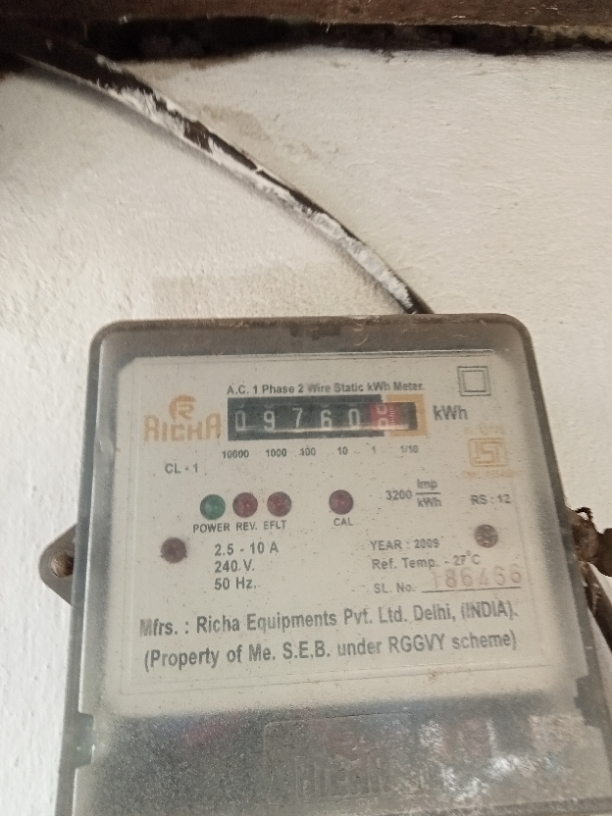 A.C. 1 Phase 2 Wire Static kWh Meter.
RICHA
09760 kWh
10000 1000 100 10 1 1/10
CL - 1
3200 Imp/kWh
RS : 12
POWER REV. EFLT CAL
2.5 - 10 A
240 V.
50 Hz.
YEAR : 2009
Ref. Temp. - 27°C
SL. No. 186466
Mfrs. : Richa Equipments Pvt. Ltd. Delhi, (INDIA).
(Property of Me. S.E.B. under RGGVY scheme)